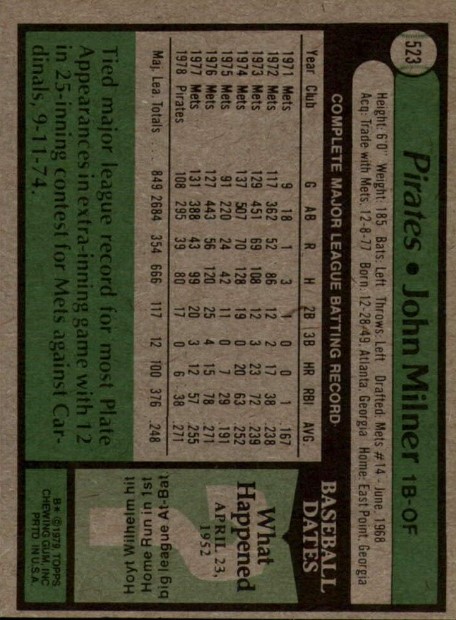 523
Pirates • John Milner 1B-OF
Height: 6'0" Weight: 185 Bats: Left Throws: Left Drafted: Mets #14 - June, 1968
Acq: Trade with Mets, 12-8-77 Born: 12-28-49, Atlanta, Georgia Home: East Point, Georgia
COMPLETE MAJOR LEAGUE BATTING RECORD
Year Club G AB R H 2B 3B HR RBI AVG.
1971 Mets 9 18 1 3 1 0 0 1 .167
1972 Mets 117 362 52 86 12 2 17 38 .238
1973 Mets 129 451 69 108 12 3 23 72 .239
1974 Mets 137 507 70 128 19 0 20 63 .252
1975 Mets 91 220 24 42 11 0 7 29 .191
1976 Mets 127 443 56 120 25 4 15 78 .271
1977 Mets 131 388 43 99 20 3 12 57 .255
1978 Pirates 108 295 39 80 17 0 6 38 .271
Maj. Lea. Totals 849 2684 354 666 117 12 100 376 .248
Tied major league record for most Plate
Appearances in extra-inning game with 12
in 25-inning contest for Mets against Car-
dinals, 9-11-74.
BASEBALL
DATES
What
Happened
APRIL 23,
1952
Hoyt Wilhelm hit
Home Run in 1st
big league At-Bat
B* © 1979 TOPPS
CHEWING GUM, INC.
PRTD. IN U.S.A.